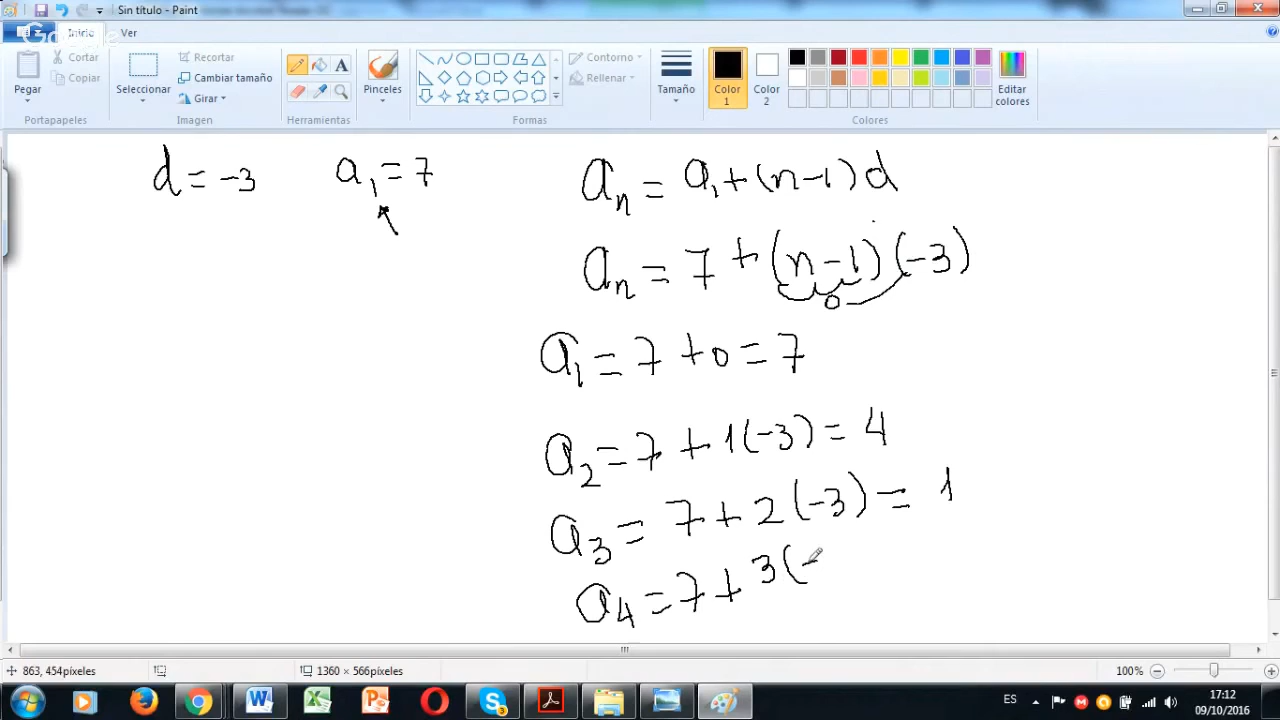 Sin título - Paint
Inicio Ver
Pegar
Cortar
Copiar
Seleccionar
Recortar
Cambiar tamaño
Girar
Pinceles
Contorno
Rellenar
Tamaño
Color 1
Color 2
Editar colores
Portapapeles Imagen Herramientas Formas Colores
d = -3 a₁ = 7 aₙ = a₁ + (n-1) d
aₙ = 7 + (n-1)(-3)
0
a₁ = 7 + 0 = 7
a₂ = 7 + 1(-3) = 4
a₃ = 7 + 2(-3) = 1
a₄ = 7 + 3(-
863, 454píxeles 1360 × 566píxeles 100%
ES 17:12
09/10/2016